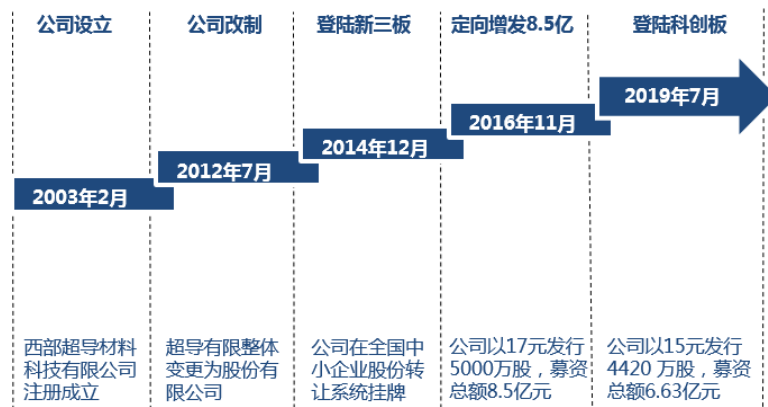 公司设立
公司改制
登陆新三板
定向增发8.5亿
登陆科创板
2003年2月
2012年7月
2014年12月
2016年11月
2019年7月
西部超导材料
科技有限公司
注册成立
超导有限整体
变更为股份有
限公司
公司在全国中
小企业股份转
让系统挂牌
公司以17元发行
5000万股，募资
总额8.5亿元
公司以15元发行
4420 万股，募资
总额6.63亿元